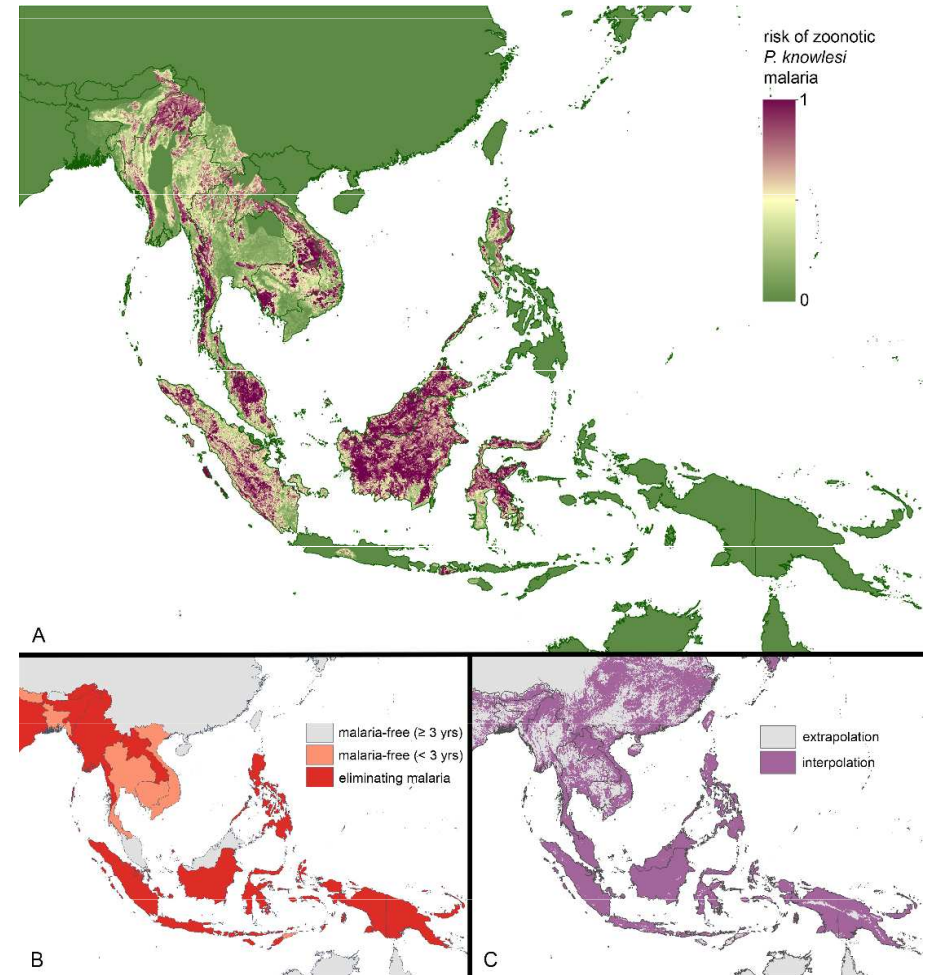 risk of zoonotic
P. knowlesi
malaria
1
0
A
malaria-free (≥ 3 yrs)
malaria-free (< 3 yrs)
eliminating malaria
B
extrapolation
interpolation
C